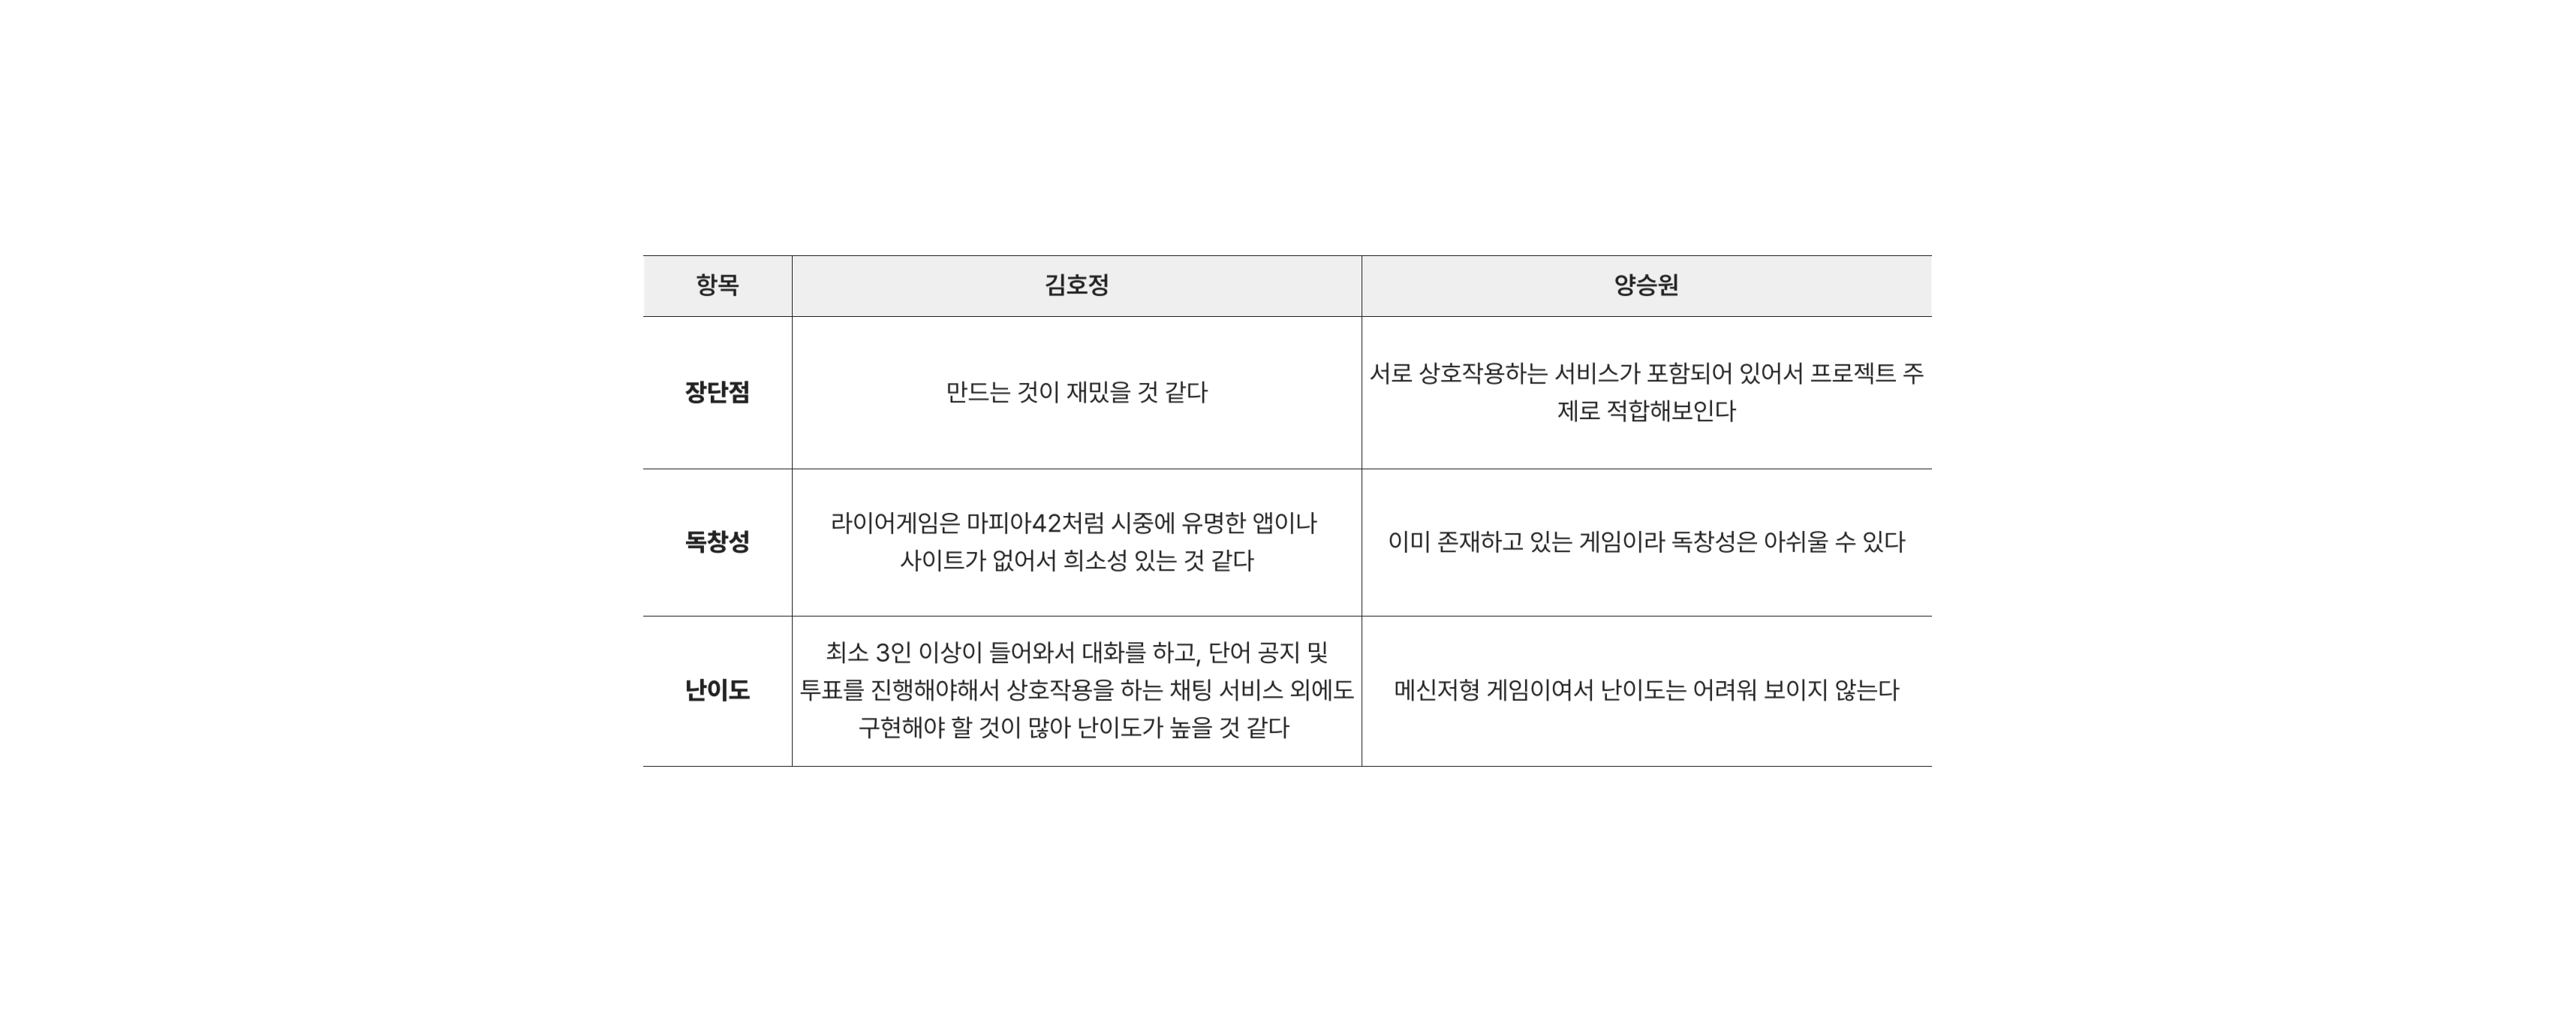 항목
김호정
양승원
장단점
만드는 것이 재밌을 것 같다
서로 상호작용하는 서비스가 포함되어 있어서 프로젝트 주
제로 적합해보인다
독창성
라이어게임은 마피아42처럼 시중에 유명한 앱이나
사이트가 없어서 희소성 있는 것 같다
이미 존재하고 있는 게임이라 독창성은 아쉬울 수 있다
난이도
최소 3인 이상이 들어와서 대화를 하고, 단어 공지 및
투표를 진행해야해서 상호작용을 하는 채팅 서비스 외에도
구현해야 할 것이 많아 난이도가 높을 것 같다
메신저형 게임이여서 난이도는 어려워 보이지 않는다